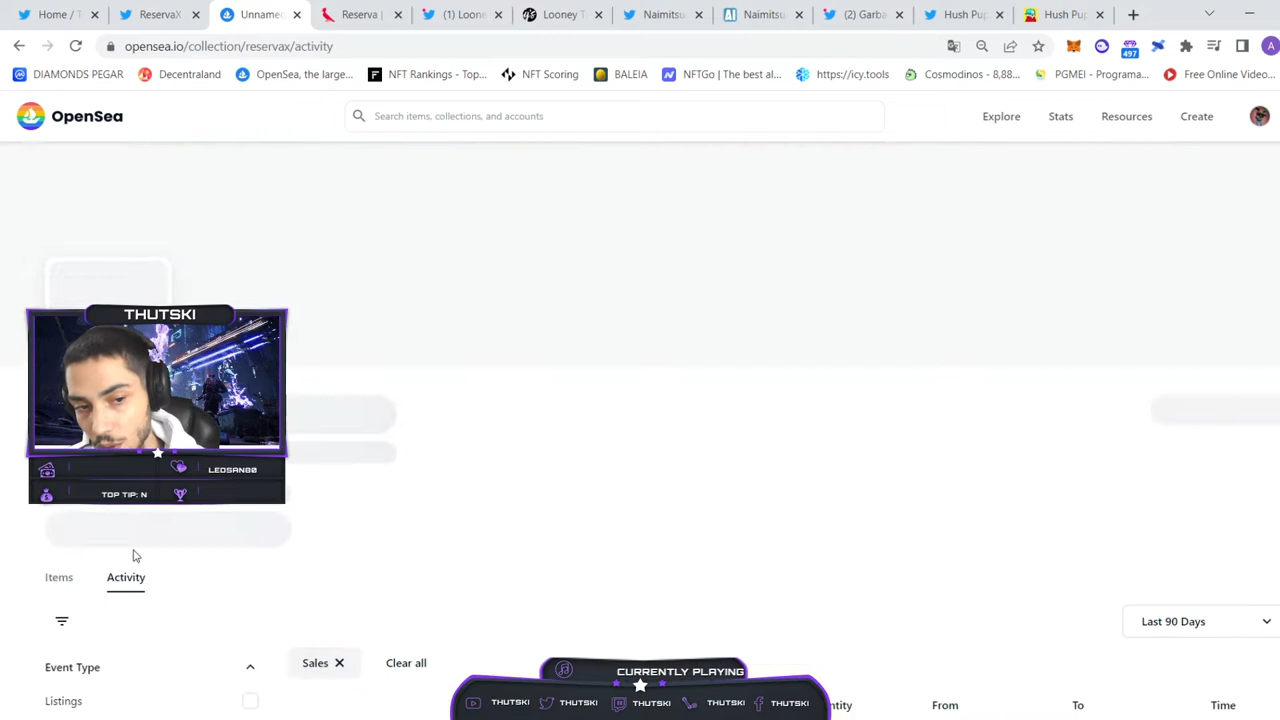 Home / T
ReservaX
Unnamed
Reserva |
(1) Loone
Looney T
Naimitsu
Naimitsu
(2) Garba
Hush Pup
Hush Pup
opensea.io/collection/reservax/activity
497
A
DIAMONDS PEGAR
Decentraland
OpenSea, the large...
NFT Rankings - Top...
NFT Scoring
BALEIA
NFTGo | The best al...
https://icy.tools
Cosmodinos - 8,88...
PGMEI - Programa...
Free Online Video...
OpenSea
Search items, collections, and accounts
Explore
Stats
Resources
Create
THUTSKI
LEOSAN80
TOP TIP: N
Items
Activity
Last 90 Days
Event Type
Sales
Clear all
Listings
CURRENTLY PLAYING
THUTSKI
THUTSKI
THUTSKI
THUTSKI
THUTSKI
ntity
From
To
Time